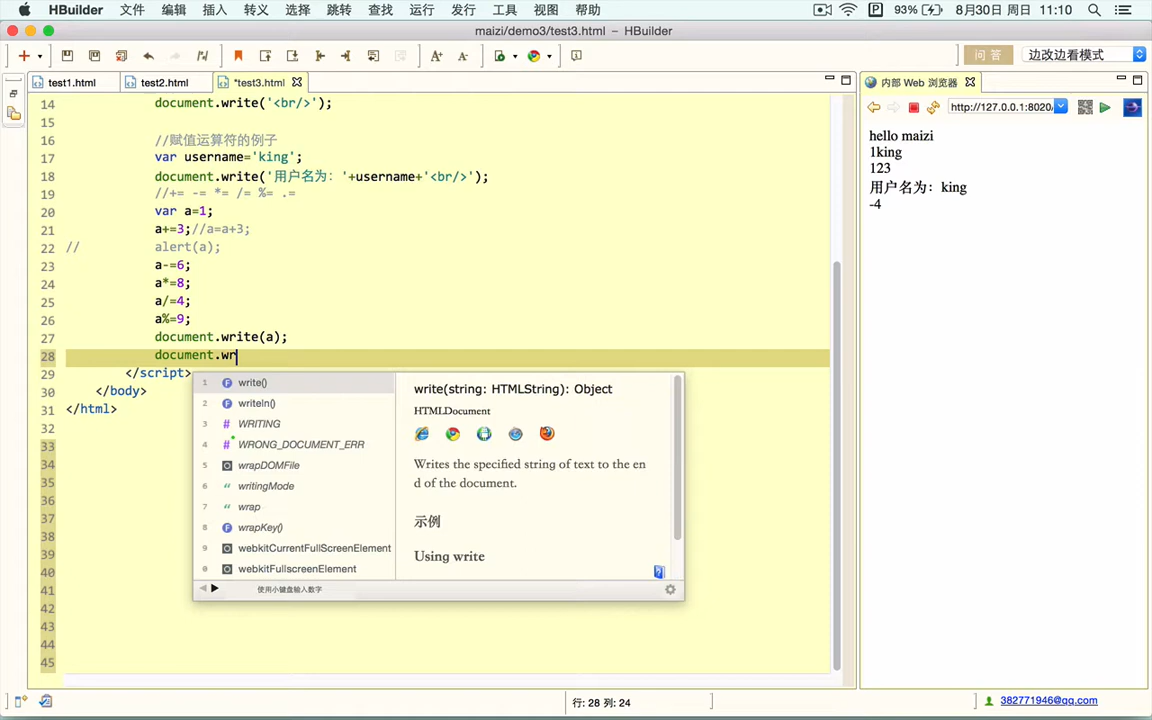 HBuilder 文件 编辑 插入 转义 选择 跳转 查找 运行 发行 工具 视图 帮助 93% 8月30日 周日 11:10
maizi/demo3/test3.html – HBuilder
问 答 边改边看模式
test1.html test2.html *test3.html 内部 Web 浏览器
http://127.0.0.1:8020/
14 document.write('<br/>');
15
16 //赋值运算符的例子
17 var username='king';
18 document.write('用户名为: '+username+'<br/>');
19 //+= -= *= /= %= .=
20 var a=1;
21 a+=3;//a=a+3;
22 // alert(a);
23 a-=6;
24 a*=8;
25 a/=4;
26 a%=9;
27 document.write(a);
28 document.wr
29 </script>
30 </body>
31 </html>
32
33
34
35
36
37
38
39
40
41
42
43
44
45
1 write()
2 writeln()
3 WRITING
4 WRONG_DOCUMENT_ERR
5 wrapDOMFile
6 writingMode
7 wrap
8 wrapKey()
9 webkitCurrentFullScreenElement
0 webkitFullscreenElement
使用小键盘输入数字
write(string: HTMLString): Object
HTMLDocument
Writes the specified string of text to the en
d of the document.
示例
Using write
hello maizi
1king
123
用户名为: king
-4
行: 28 列: 24
382771946@qq.com